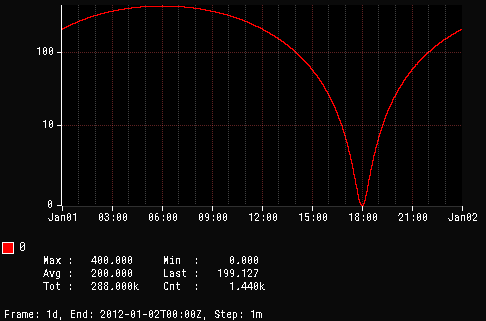 100
10
0
Jan01 03:00 06:00 09:00 12:00 15:00 18:00 21:00 Jan02
0
Max : 400.000 Min : 0.000
Avg : 200.000 Last : 199.127
Tot : 288.000k Cnt : 1.440k
Frame: 1d, End: 2012-01-02T00:00Z, Step: 1m